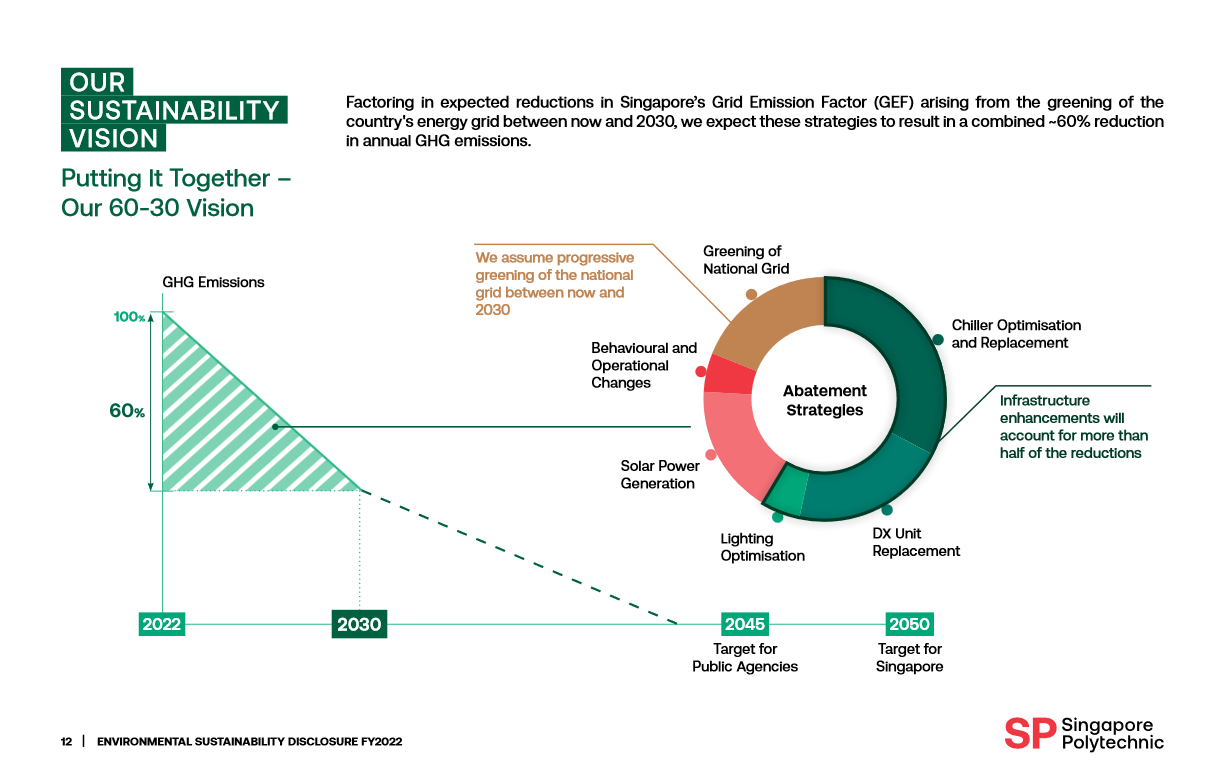 OUR
SUSTAINABILITY
VISION
Putting It Together –
Our 60-30 Vision
Factoring in expected reductions in Singapore’s Grid Emission Factor (GEF) arising from the greening of the
country's energy grid between now and 2030, we expect these strategies to result in a combined ~60% reduction
in annual GHG emissions.
GHG Emissions
100%
60%
2022
2030
2045
Target for
Public Agencies
2050
Target for
Singapore
We assume progressive
greening of the national
grid between now and
2030
Greening of
National Grid
Behavioural and
Operational
Changes
Solar Power
Generation
Lighting
Optimisation
DX Unit
Replacement
Chiller Optimisation
and Replacement
Abatement
Strategies
Infrastructure
enhancements will
account for more than
half of the reductions
12 | ENVIRONMENTAL SUSTAINABILITY DISCLOSURE FY2022
SP Singapore
Polytechnic